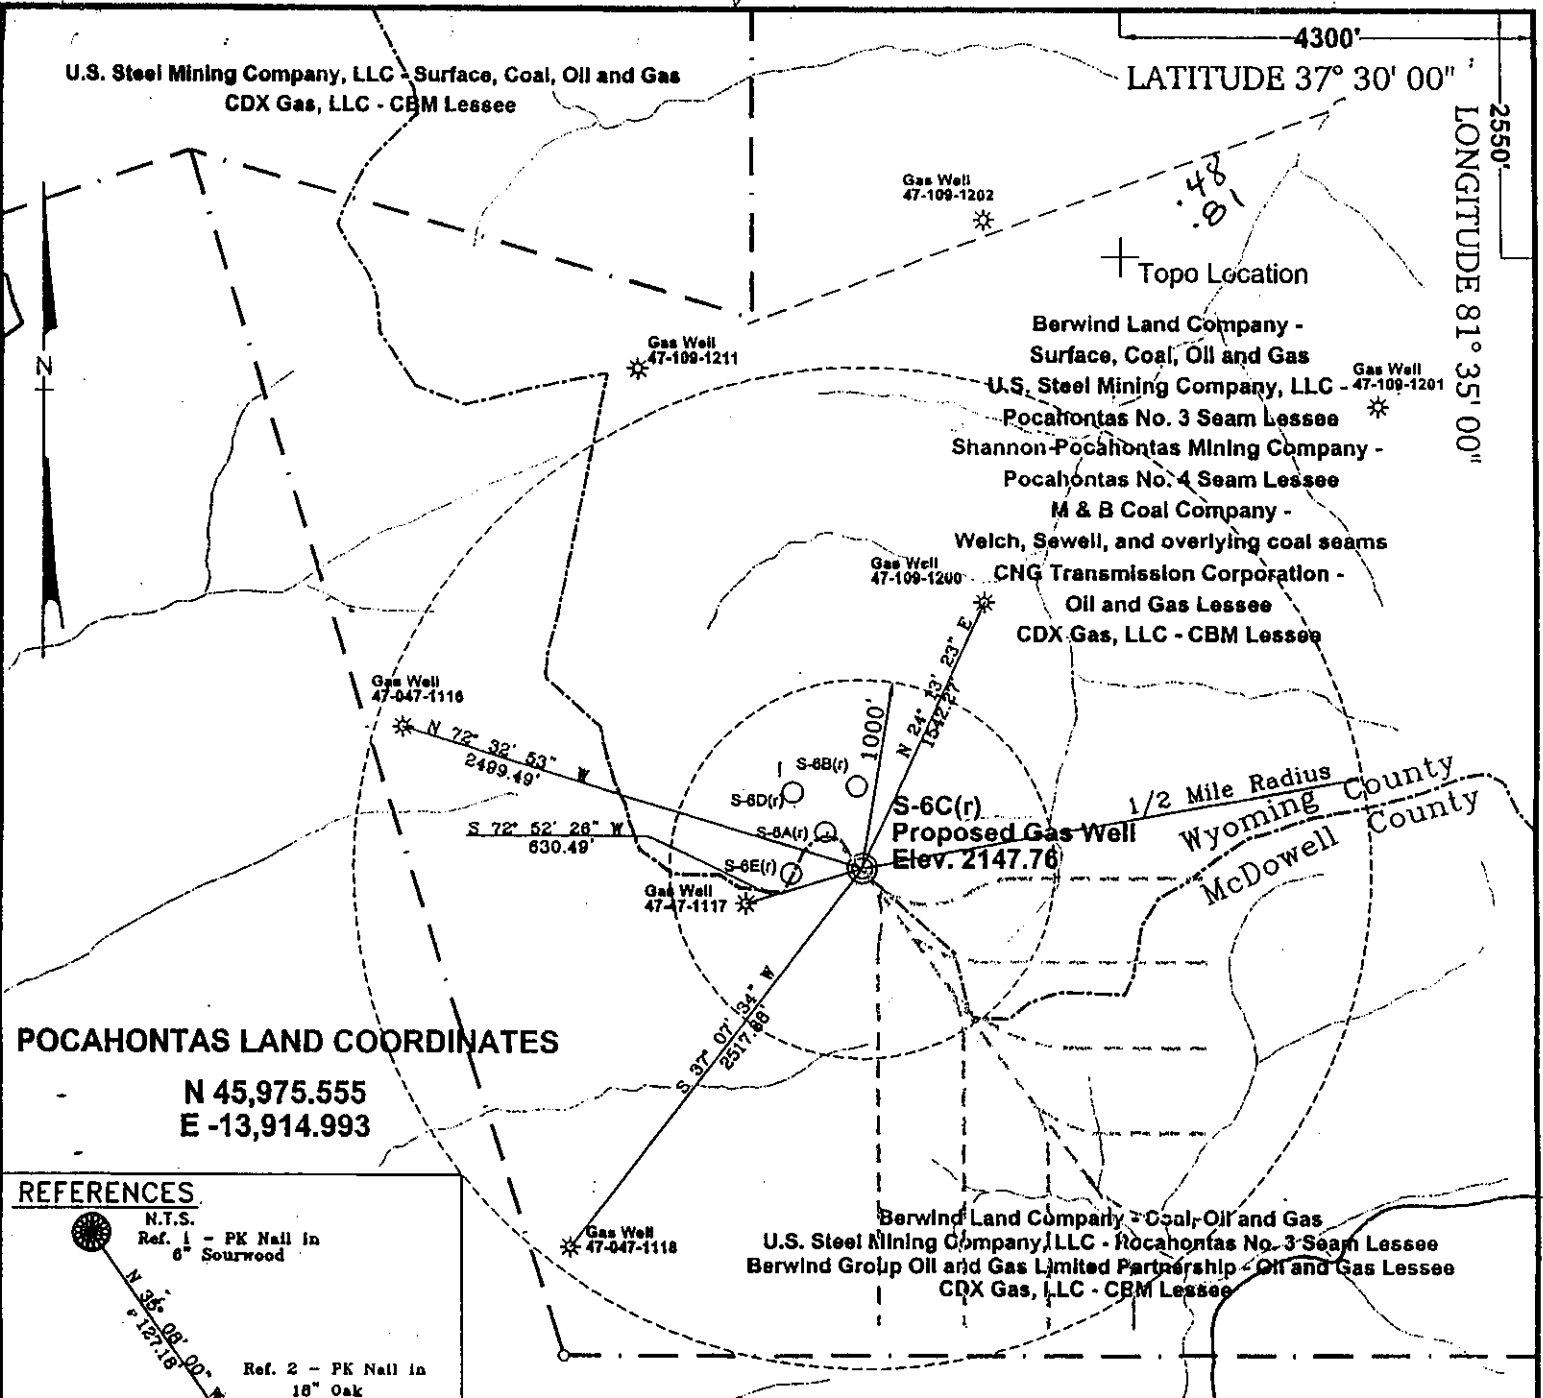 4300'
U.S. Steel Mining Company, LLC - Surface, Coal, Oil and Gas
CDX Gas, LLC - CBM Lessee
LATITUDE 37° 30' 00"
2550'
LONGITUDE 81° 35' 00"
Gas Well
47-109-1202
.48
.81
Topo Location
N
Gas Well
47-109-1211
Berwind Land Company -
Surface, Coal, Oil and Gas
U.S. Steel Mining Company, LLC -
Pocahontas No. 3 Seam Lessee
Shannon-Pocahontas Mining Company -
Pocahontas No. 4 Seam Lessee
M & B Coal Company -
Welch, Sewell, and overlying coal seams
CNG Transmission Corporation -
Oil and Gas Lessee
CDX Gas, LLC - CBM Lessee
Gas Well
47-109-1201
Gas Well
47-109-1200
N 24° 13' 23" E
1542.27'
Gas Well
47-047-1116
N 72° 32' 53" W
2499.49'
1000'
S-6B(r)
S-6D(r)
S-6A(r)
S-6E(r)
S-6C(r)
Proposed Gas Well
Elev. 2147.76
1/2 Mile Radius
Wyoming County
McDowell County
S 72° 52' 26" W
630.49'
Gas Well
47-47-1117
S 37° 07' 34" W
2517.88'
POCAHONTAS LAND COORDINATES
N 45,975.555
E -13,914.993
Gas Well
47-047-1118
Berwind Land Company - Coal, Oil and Gas
U.S. Steel Mining Company, LLC - Pocahontas No. 3 Seam Lessee
Berwind Group Oil and Gas Limited Partnership - Oil and Gas Lessee
CDX Gas, LLC - CBM Lessee
REFERENCES
N.T.S.
Ref. 1 - PK Nail in
6" Sourwood
N 35° 08' 00"
127.18'
Ref. 2 - PK Nail in
18" Oak